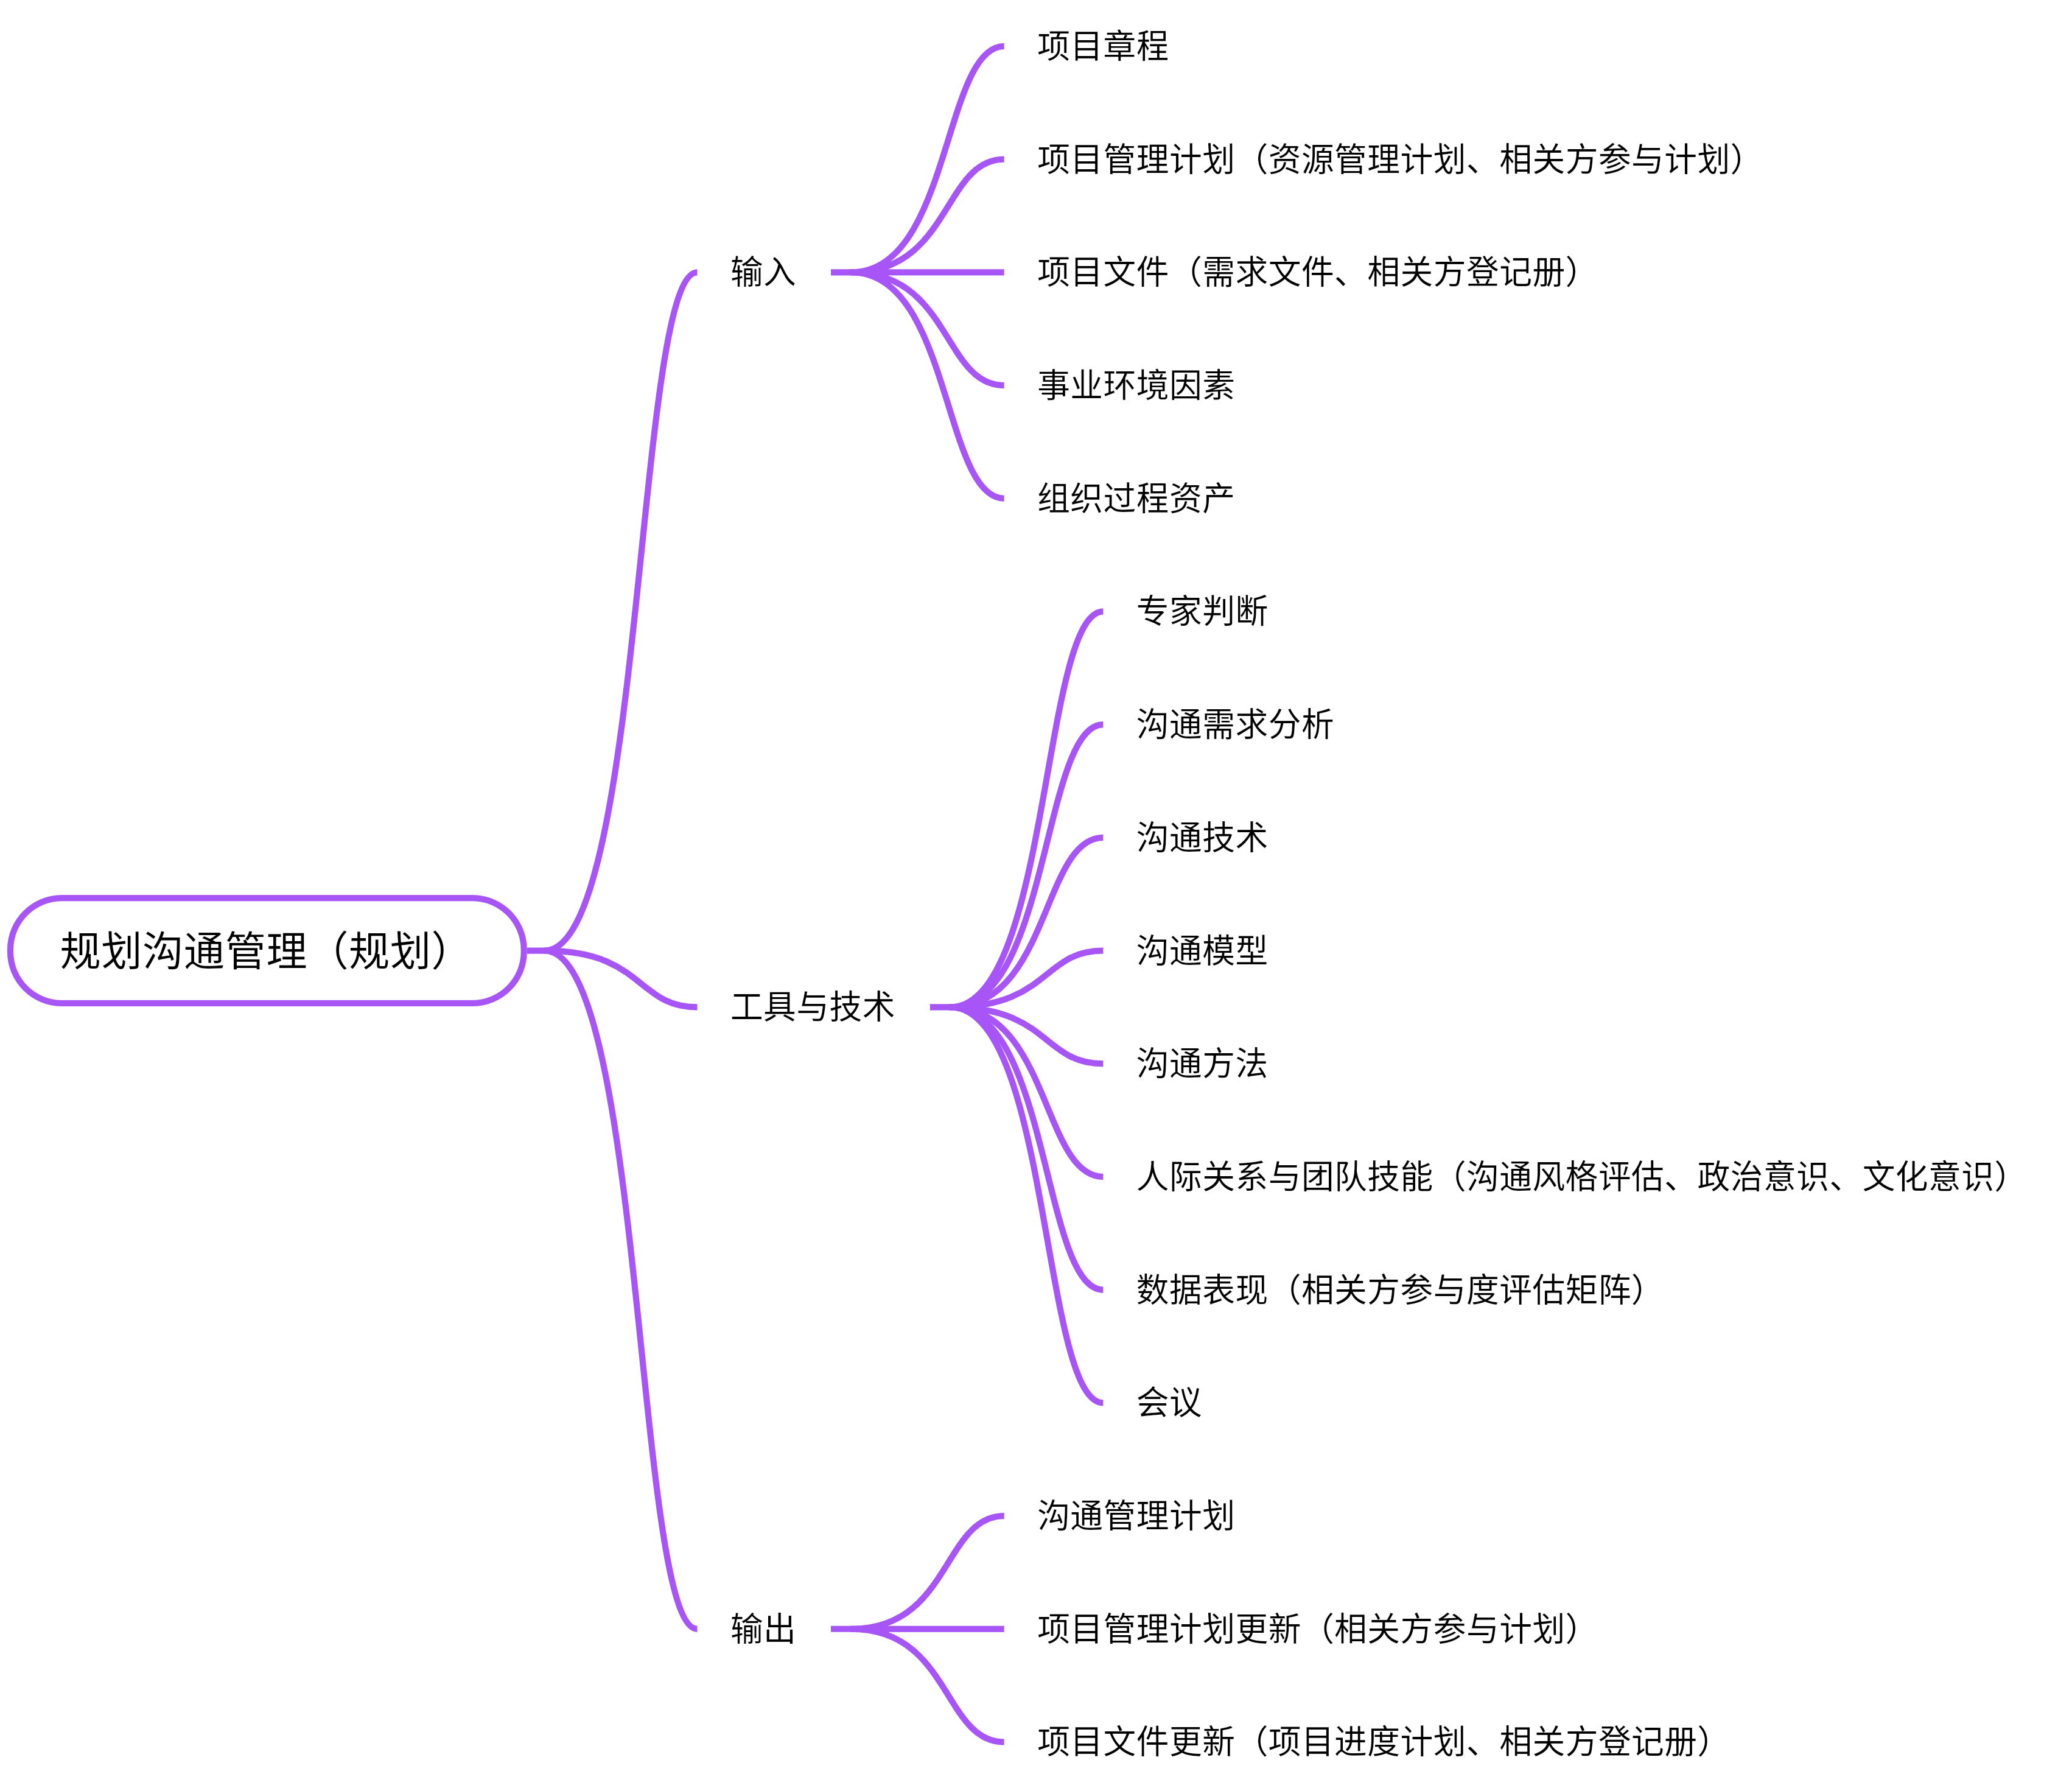 项目章程
项目管理计划（资源管理计划、相关方参与计划）
输入
项目文件（需求文件、相关方登记册）
事业环境因素
组织过程资产
专家判断
沟通需求分析
沟通技术
规划沟通管理（规划）
沟通模型
工具与技术
沟通方法
人际关系与团队技能（沟通风格评估、政治意识、文化意识）
数据表现（相关方参与度评估矩阵）
会议
沟通管理计划
输出
项目管理计划更新（相关方参与计划）
项目文件更新（项目进度计划、相关方登记册）